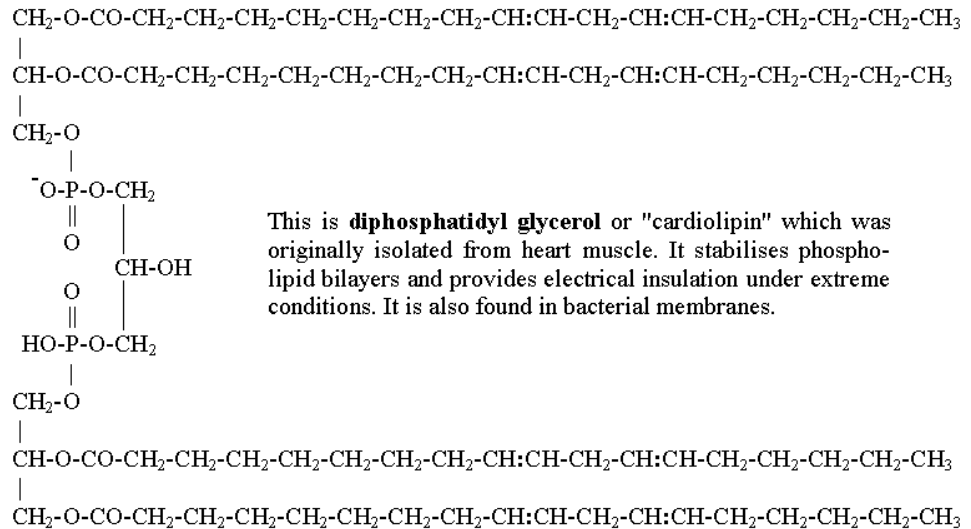 CH₂-O-CO-CH₂-CH₂-CH₂-CH₂-CH₂-CH₂-CH₂-CH:CH-CH₂-CH:CH-CH₂-CH₂-CH₂-CH₂-CH₃
CH-O-CO-CH₂-CH₂-CH₂-CH₂-CH₂-CH₂-CH₂-CH:CH-CH₂-CH:CH-CH₂-CH₂-CH₂-CH₂-CH₃
CH₂-O
⁻O-P-O-CH₂
O
CH-OH
O
HO-P-O-CH₂
CH₂-O
This is diphosphatidyl glycerol or "cardiolipin" which was
originally isolated from heart muscle. It stabilises phospho-
lipid bilayers and provides electrical insulation under extreme
conditions. It is also found in bacterial membranes.
CH-O-CO-CH₂-CH₂-CH₂-CH₂-CH₂-CH₂-CH₂-CH:CH-CH₂-CH:CH-CH₂-CH₂-CH₂-CH₂-CH₃
CH₂-O-CO-CH₂-CH₂-CH₂-CH₂-CH₂-CH₂-CH₂-CH:CH-CH₂-CH:CH-CH₂-CH₂-CH₂-CH₂-CH₃